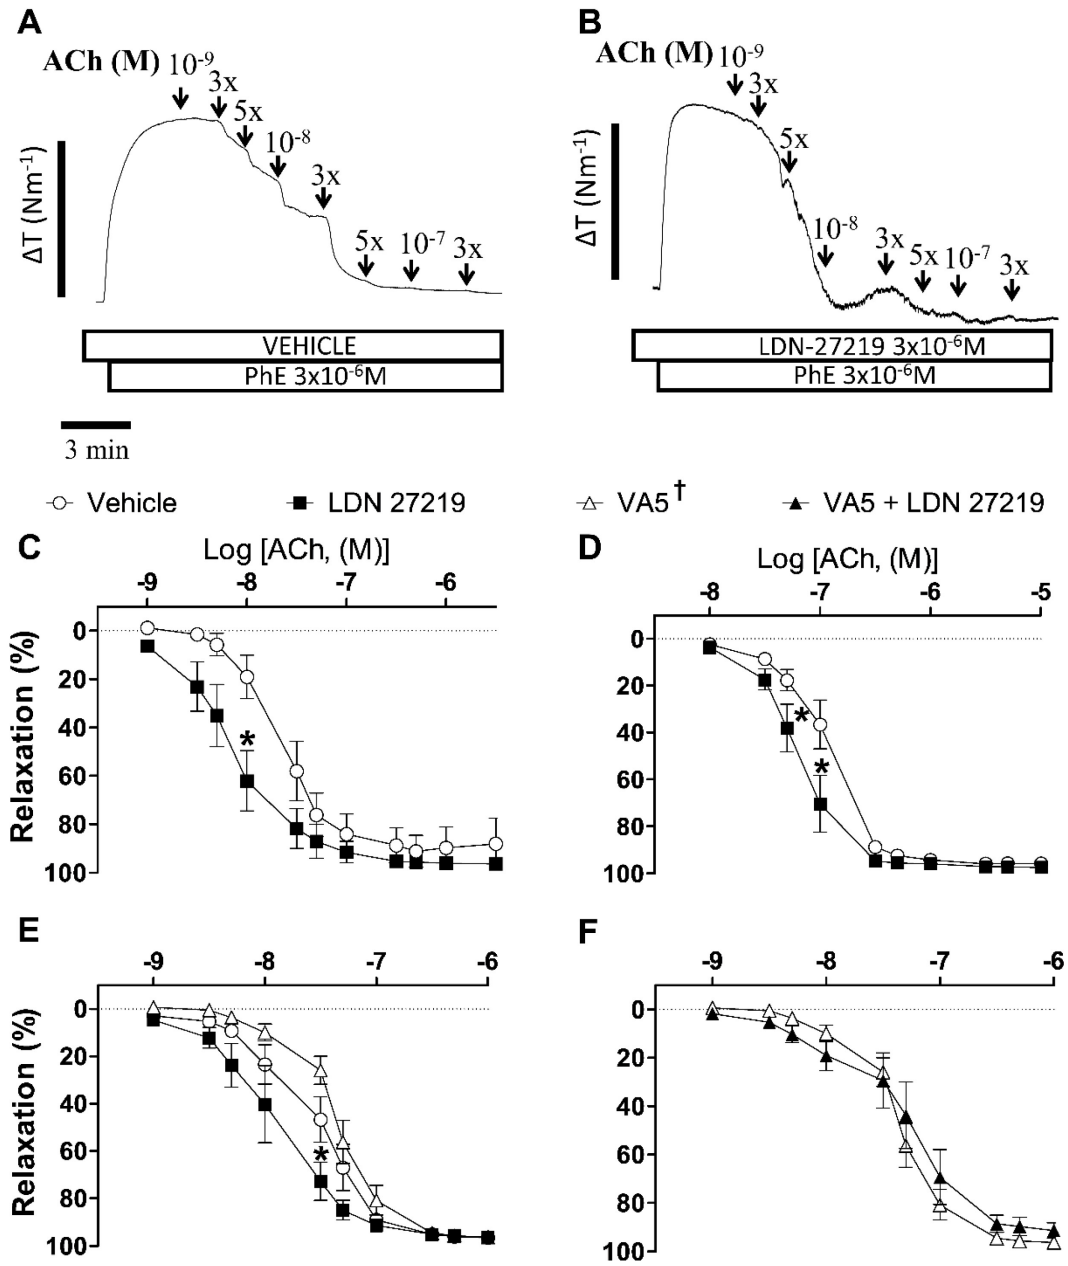 A
ACh (M) 10⁻⁹
3x
5x
10⁻⁸
3x
5x 10⁻⁷ 3x
ΔT (Nm⁻¹)
VEHICLE
PhE 3x10⁻⁶M
3 min
B
ACh (M) 10⁻⁹
3x
5x
10⁻⁸
3x 5x 10⁻⁷ 3x
ΔT (Nm⁻¹)
LDN-27219 3x10⁻⁶M
PhE 3x10⁻⁶M
Vehicle LDN 27219 VA5† VA5 + LDN 27219
C
Log [ACh, (M)]
-9 -8 -7 -6
Relaxation (%)
0
20
40
60
80
100
*
D
Log [ACh, (M)]
-8 -7 -6 -5
0
20
40
60
80
100
*
*
E
-9 -8 -7 -6
Relaxation (%)
0
20
40
60
80
100
*
F
-9 -8 -7 -6
0
20
40
60
80
100